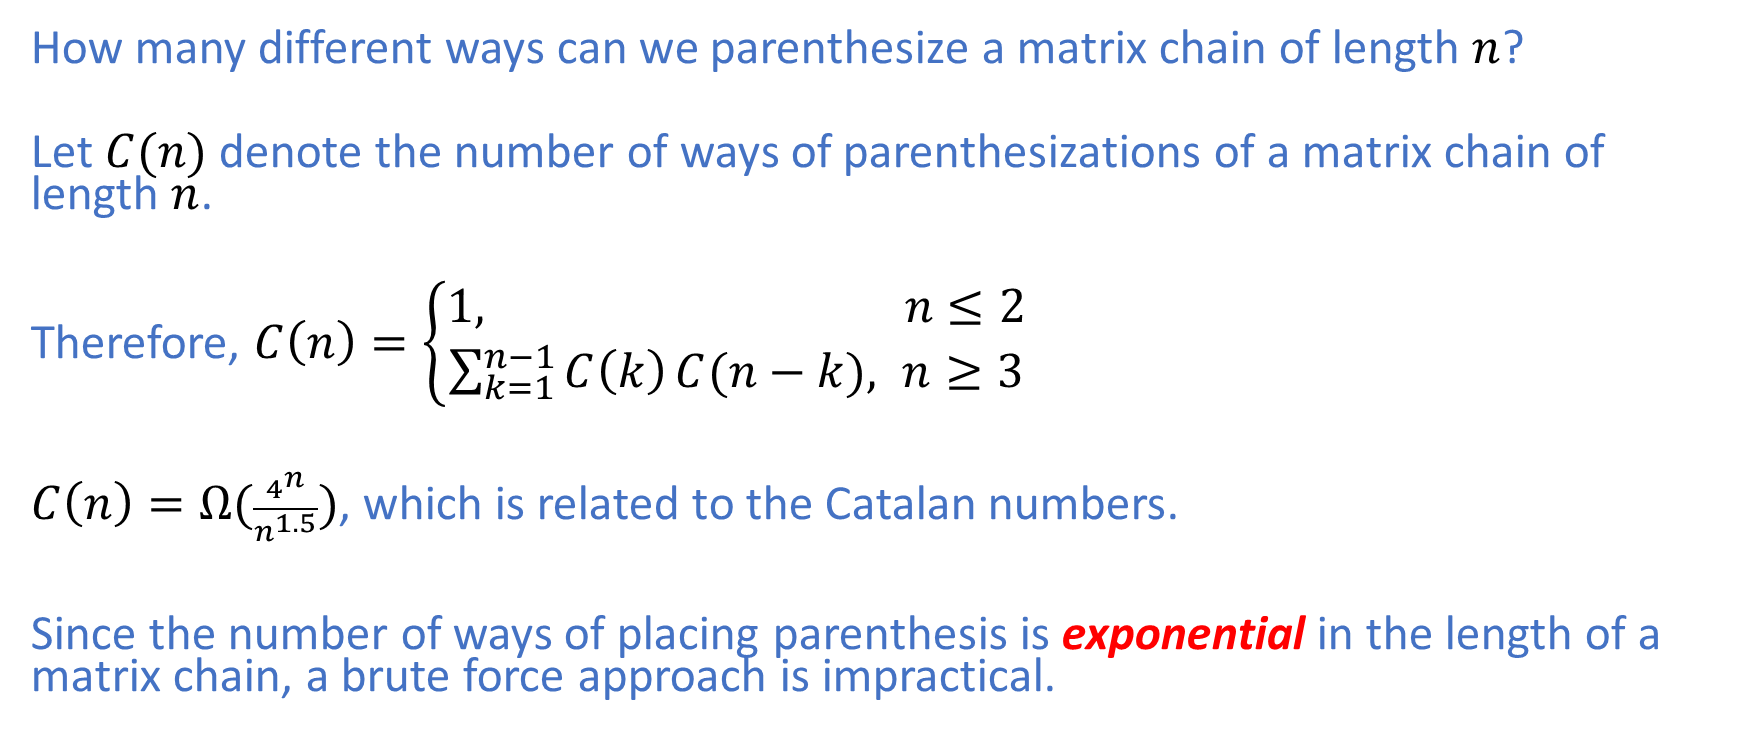 How many different ways can we parenthesize a matrix chain of length n?
Let C(n) denote the number of ways of parenthesizations of a matrix chain of
length n.
Therefore, C(n) = { 1, n ≤ 2
∑_{k=1}^{n−1} C(k) C(n − k), n ≥ 3
C(n) = Ω(4^n / n^{1.5}), which is related to the Catalan numbers.
Since the number of ways of placing parenthesis is exponential in the length of a
matrix chain, a brute force approach is impractical.